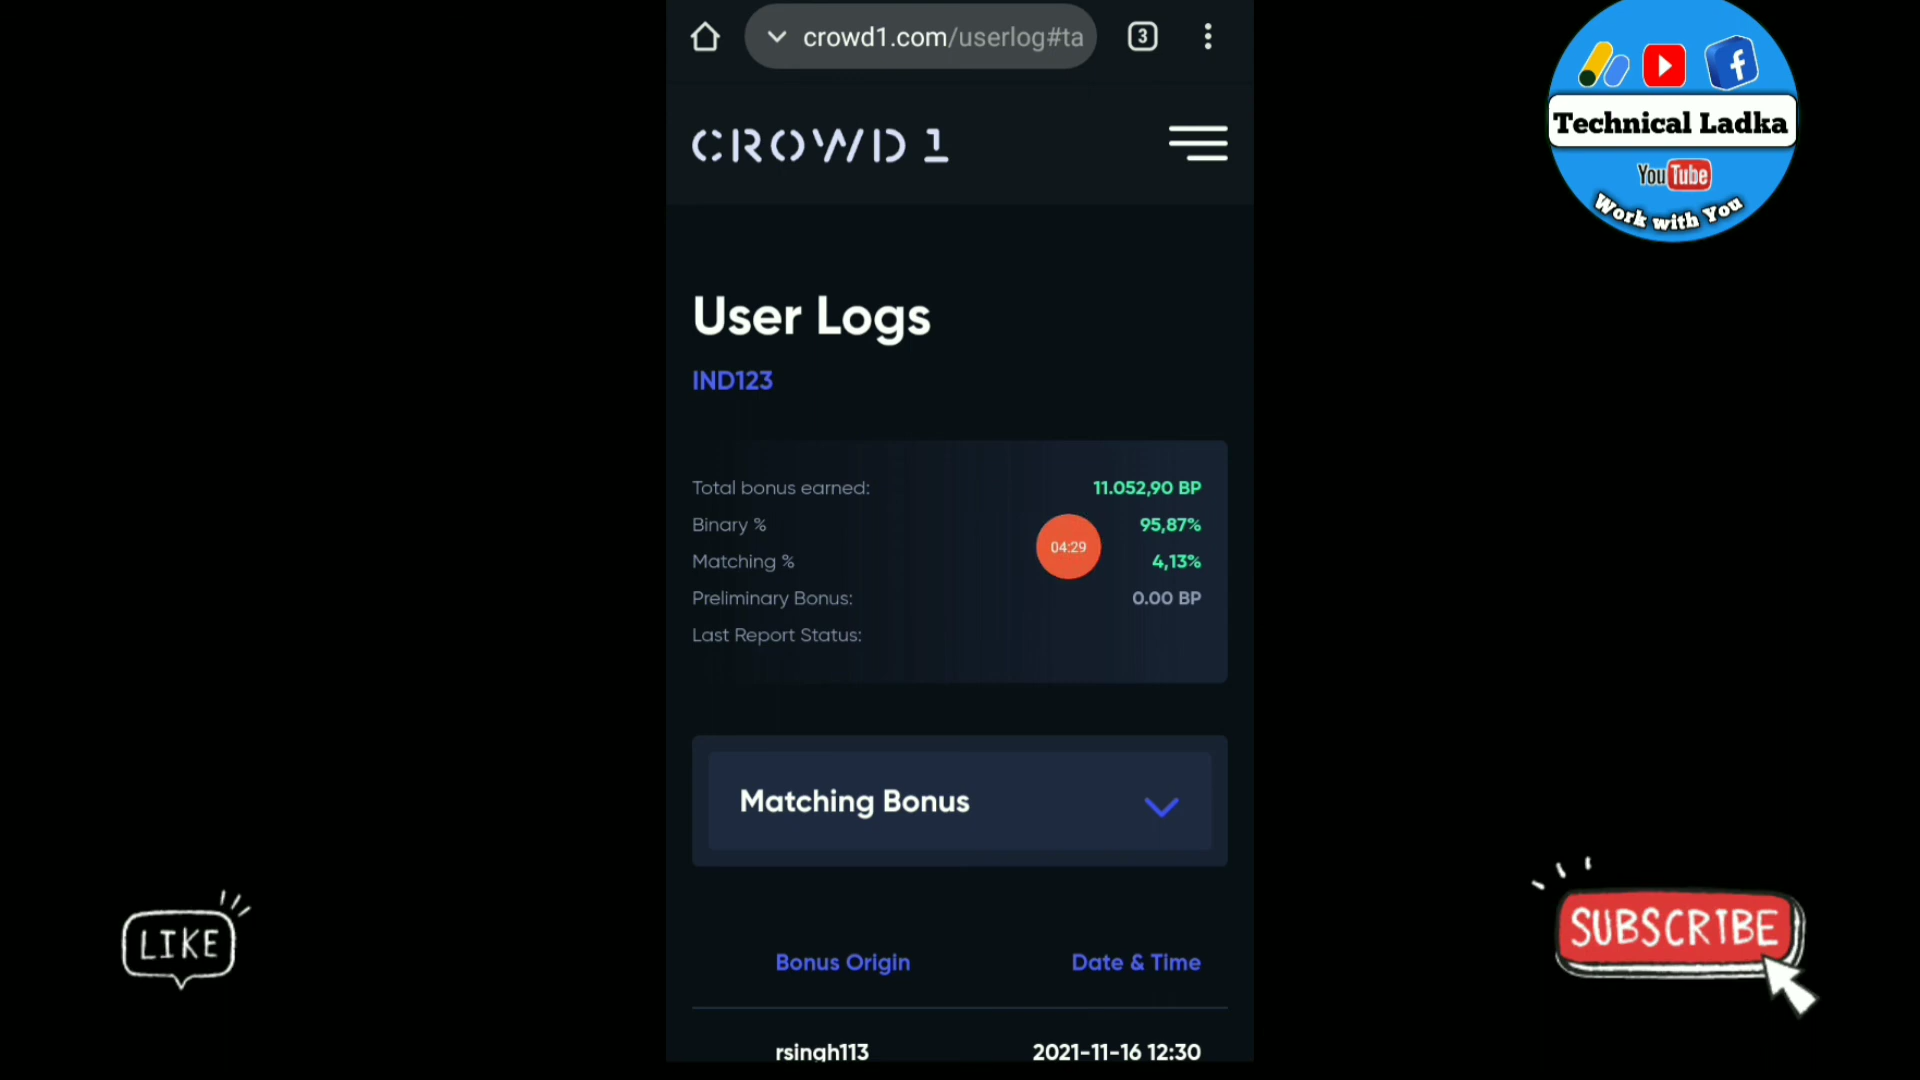 crowd1.com/userlog#ta
3
CROWD 1
Technical Ladka
YouTube
Work with You
User Logs
IND123
Total bonus earned: 11.052,90 BP
Binary % 95,87%
04:29
Matching % 4,13%
Preliminary Bonus: 0.00 BP
Last Report Status:
Matching Bonus
LIKE
SUBSCRIBE
Bonus Origin Date & Time
rsingh113 2021-11-16 12:30